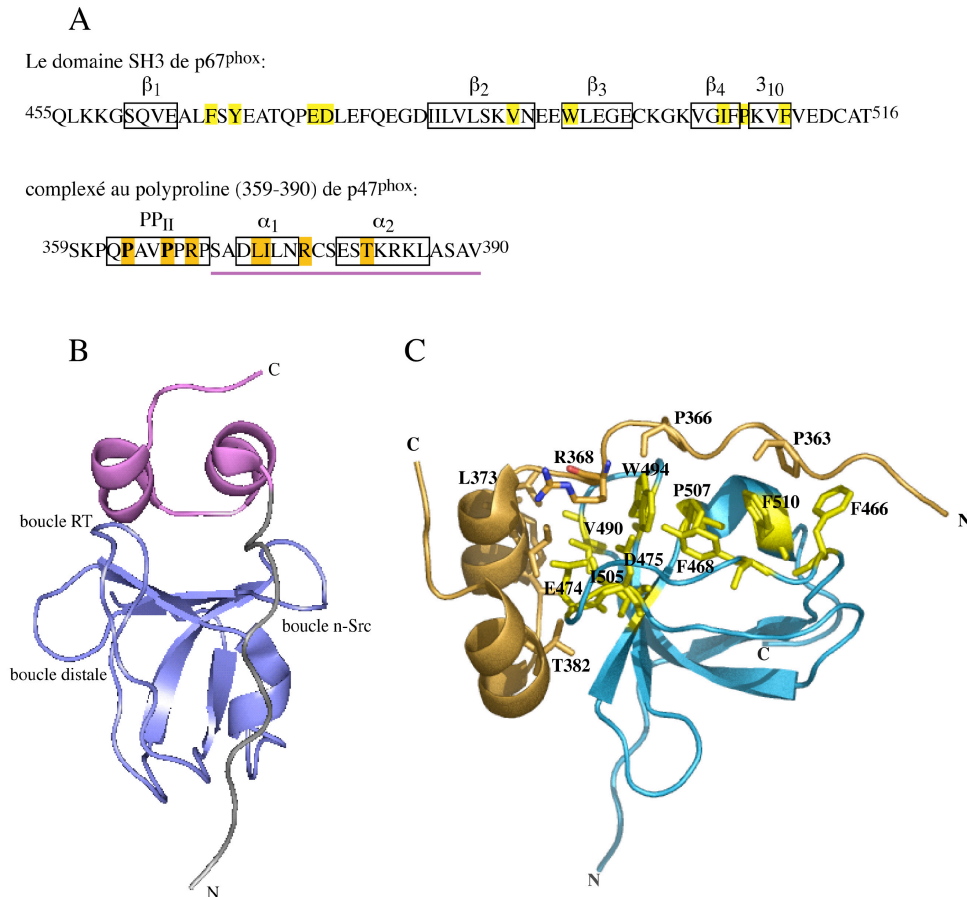 A
Le domaine SH3 de p67phox:
β1 β2 β3 β4 310
455QLKKGSQVEALFSYEATQPEDLEFQEGDIILVLSKVNEEWLEGECKGKVGIFPKVFVEDCAT516
complexé au polyproline (359-390) de p47phox:
PPII α1 α2
359SKPQPAVPPRPSADLILNRCSESTKRKLASAV390
B
C
boucle RT
boucle n-Src
boucle distale
N
C
C
P366
P363
R368
W494
L373
P507
F510
F466
N
V490
D475
F468
I505
E474
C
T382
N